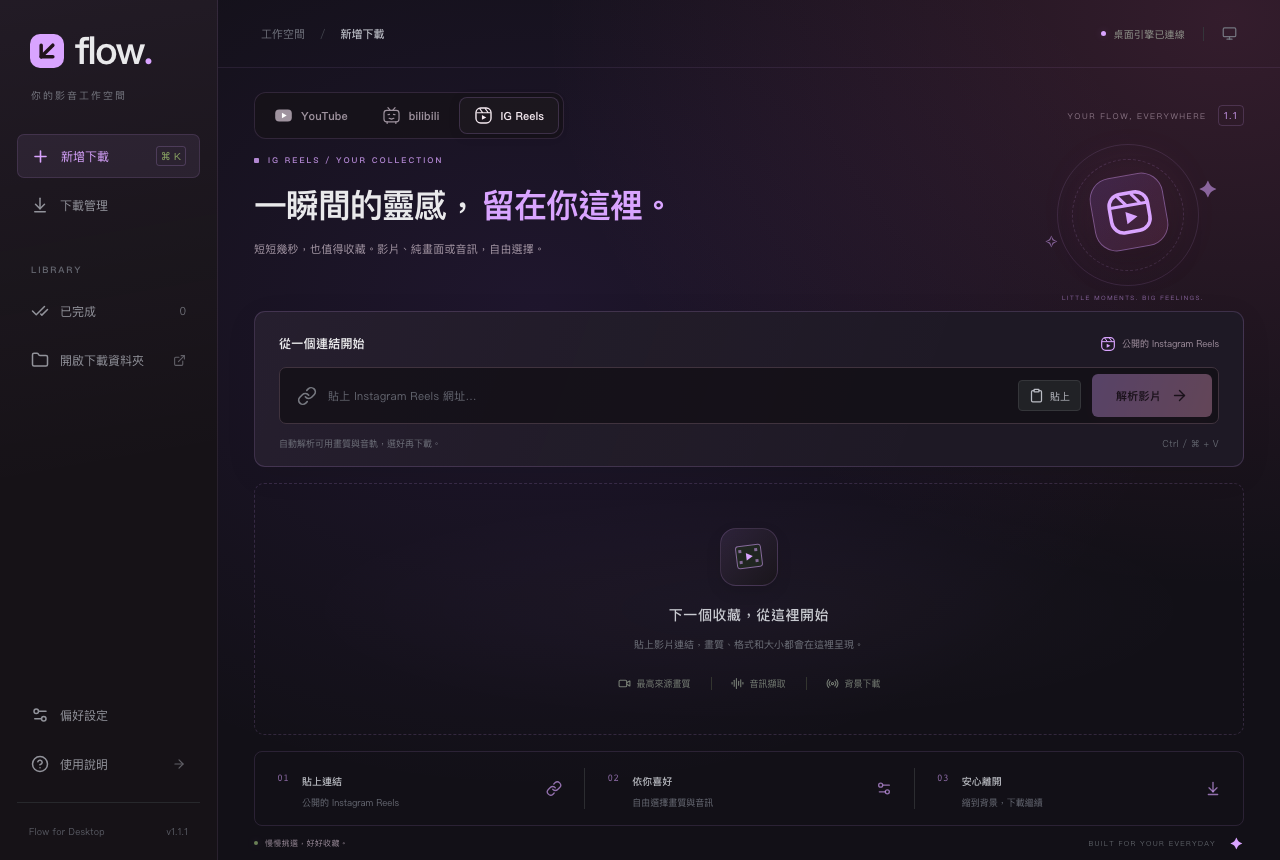 flow.
你的影音工作空間
新增下載 ⌘ K
下載管理
LIBRARY
已完成 0
開啟下載資料夾
偏好設定
使用說明
Flow for Desktop v1.1.1
工作空間 / 新增下載
桌面引擎已連線
YouTube bilibili IG Reels
YOUR FLOW, EVERYWHERE 1.1
IG REELS / YOUR COLLECTION
一瞬間的靈感，留在你這裡。
短短幾秒，也值得收藏。影片、純畫面或音訊，自由選擇。
LITTLE MOMENTS. BIG FEELINGS.
從一個連結開始 公開的 Instagram Reels
貼上 Instagram Reels 網址... 貼上 解析影片
自動解析可用畫質與音軌，選好再下載。 Ctrl / ⌘ + V
下一個收藏，從這裡開始
貼上影片連結，畫質、格式和大小都會在這裡呈現。
最高來源畫質 音訊擷取 背景下載
01 貼上連結
公開的 Instagram Reels
02 依你喜好
自由選擇畫質與音訊
03 安心離開
縮到背景，下載繼續
慢慢挑選，好好收藏。 BUILT FOR YOUR EVERYDAY